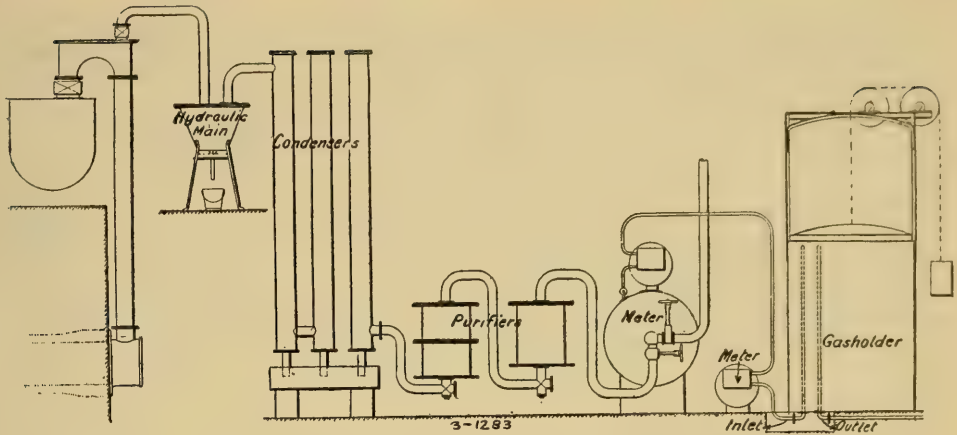 Hydraulic
Main
Condensers
Purifiers
Meter
Meter
Gasholder
Inlet
Outlet
3-1283